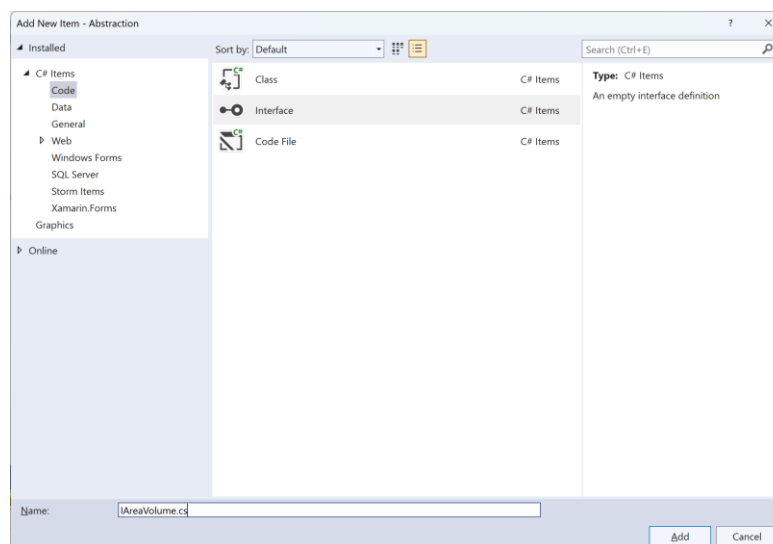 Add New Item - Abstraction
?
Installed
Sort by: Default
Search (Ctrl+E)
C# Items
Code
Data
General
Web
Windows Forms
SQL Server
Storm Items
Xamarin.Forms
Graphics
Online
C# Class C# Items
Interface C# Items
C# Code File C# Items
Type: C# Items
An empty interface definition
Name: IAreaVolume.cs
Add Cancel